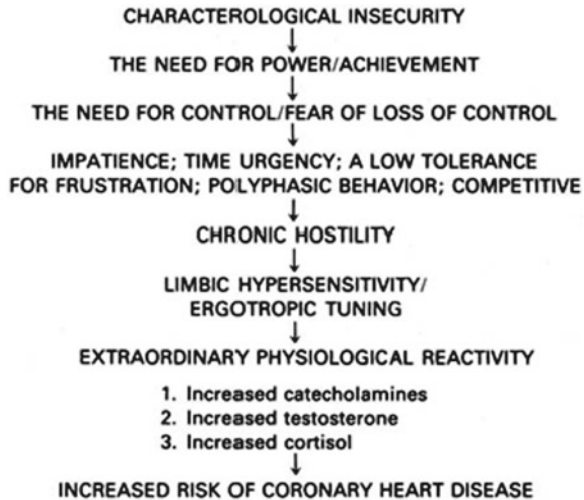 CHARACTEROLOGICAL INSECURITY
THE NEED FOR POWER/ACHIEVEMENT
THE NEED FOR CONTROL/FEAR OF LOSS OF CONTROL
IMPATIENCE; TIME URGENCY; A LOW TOLERANCE
FOR FRUSTRATION; POLYPHASIC BEHAVIOR; COMPETITIVE
CHRONIC HOSTILITY
LIMBIC HYPERSENSITIVITY/
ERGOTROPIC TUNING
EXTRAORDINARY PHYSIOLOGICAL REACTIVITY
1. Increased catecholamines
2. Increased testosterone
3. Increased cortisol
INCREASED RISK OF CORONARY HEART DISEASE